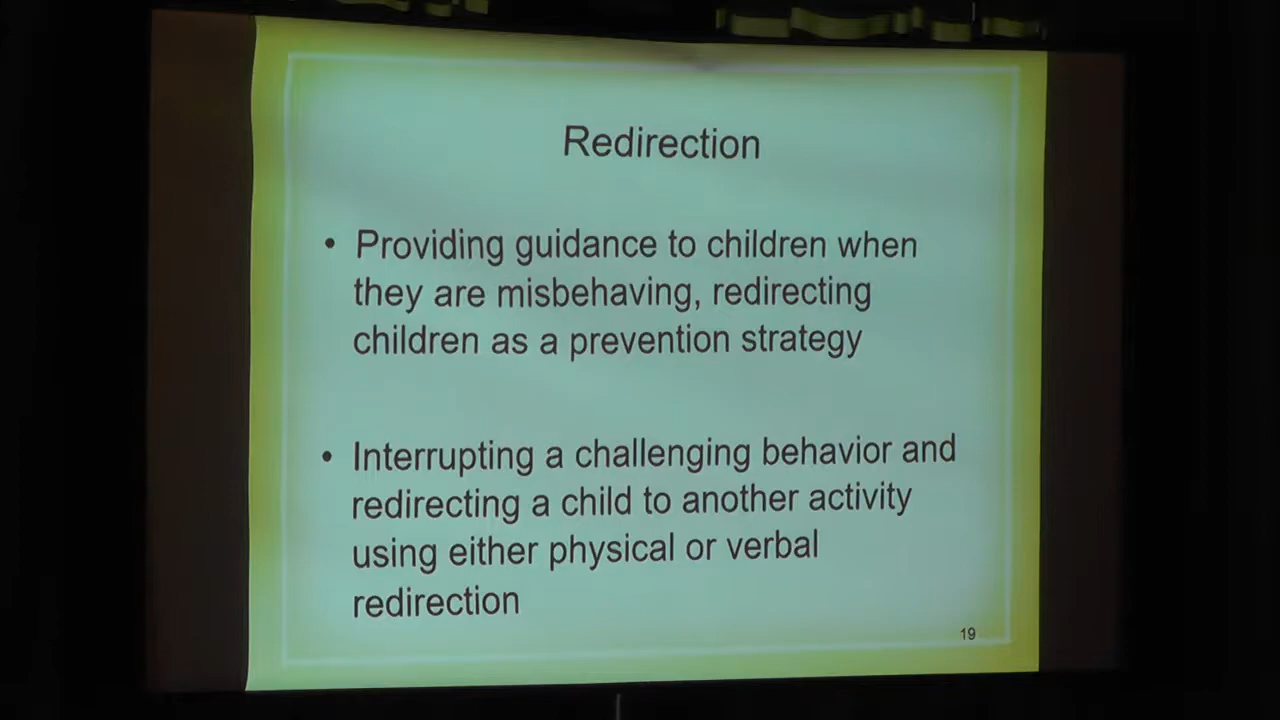 Redirection
• Providing guidance to children when
they are misbehaving, redirecting
children as a prevention strategy
• Interrupting a challenging behavior and
redirecting a child to another activity
using either physical or verbal
redirection
19